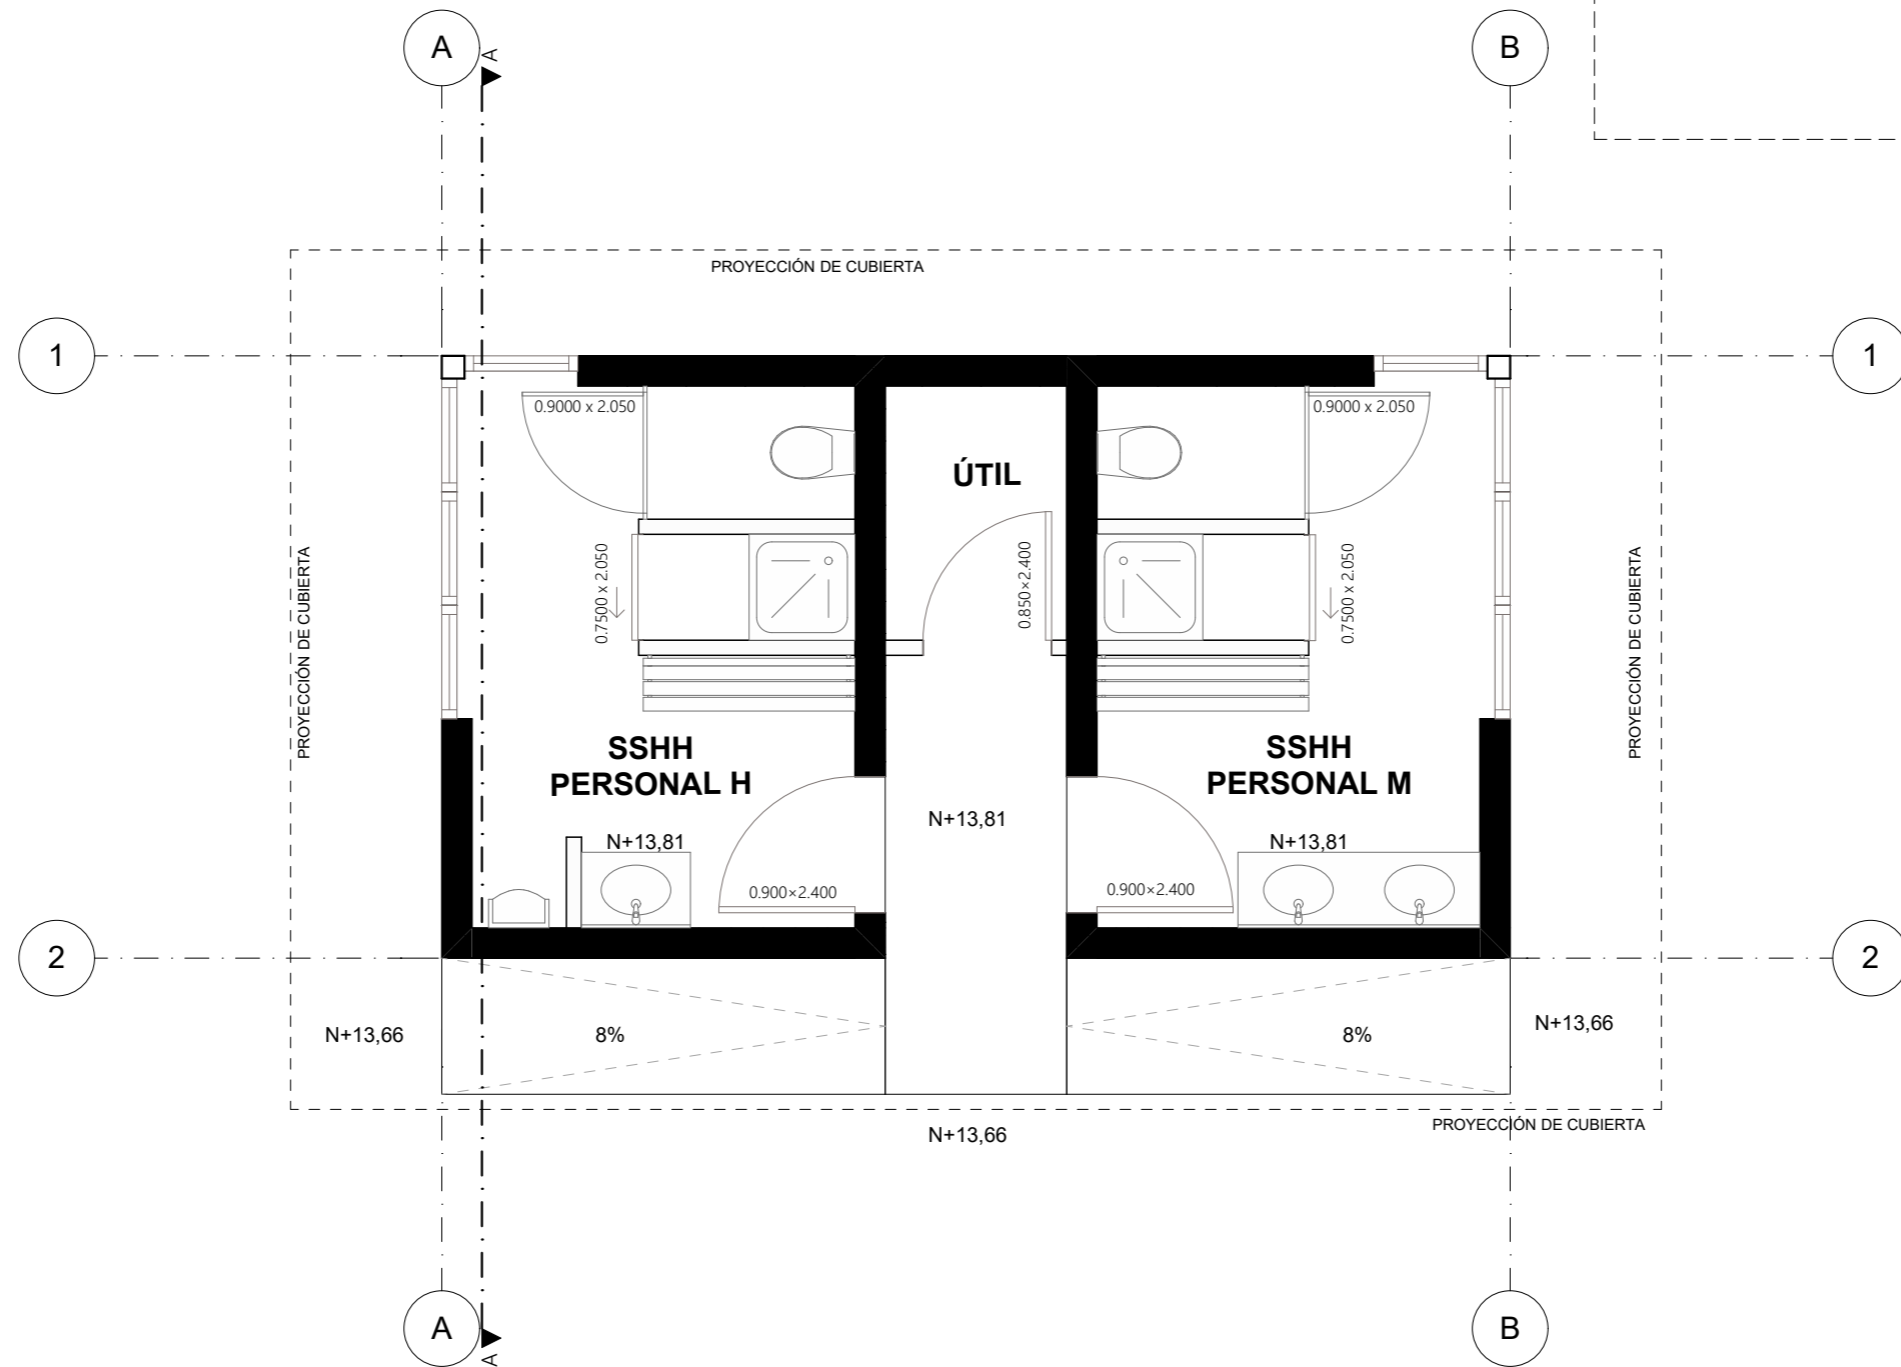 A
A
B
PROYECCIÓN DE CUBIERTA
1
1
0.9000 x 2.050
0.9000 x 2.050
ÚTIL
PROYECCIÓN DE CUBIERTA
0.7500 x 2.050
0.850×2.400
0.7500 x 2.050
PROYECCIÓN DE CUBIERTA
SSHH
PERSONAL H
SSHH
PERSONAL M
N+13,81
N+13,81
N+13,81
0.900×2.400
0.900×2.400
2
2
N+13,66
8%
8%
N+13,66
PROYECCIÓN DE CUBIERTA
N+13,66
A
A
B